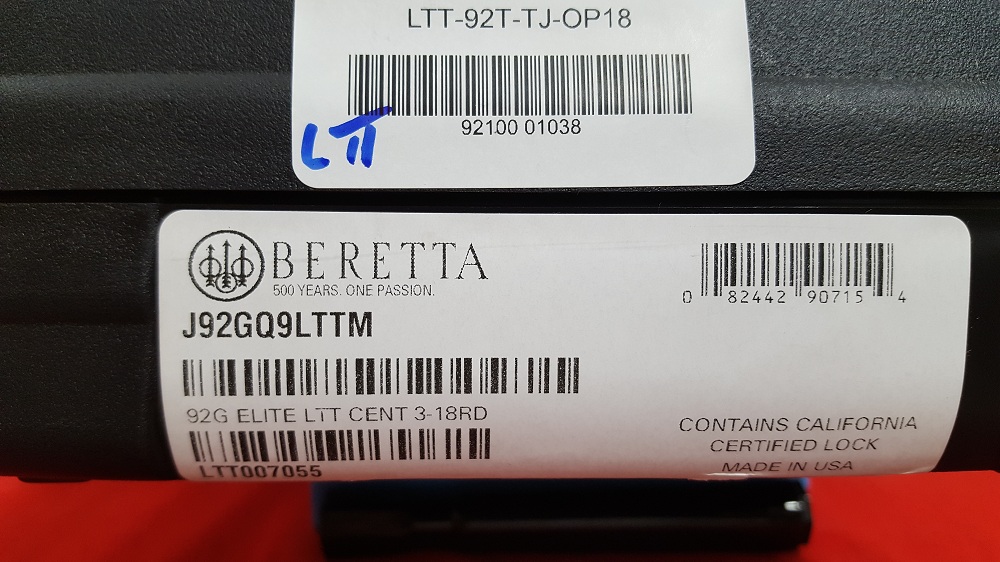 LTT-92T-TJ-OP18
92100 01038
LTT
BERETTA
500 YEARS. ONE PASSION.
0 82442 90715 4
J92GQ9LTTM
92G ELITE LTT CENT 3-18RD
LTT007055
CONTAINS CALIFORNIA
CERTIFIED LOCK
MADE IN USA